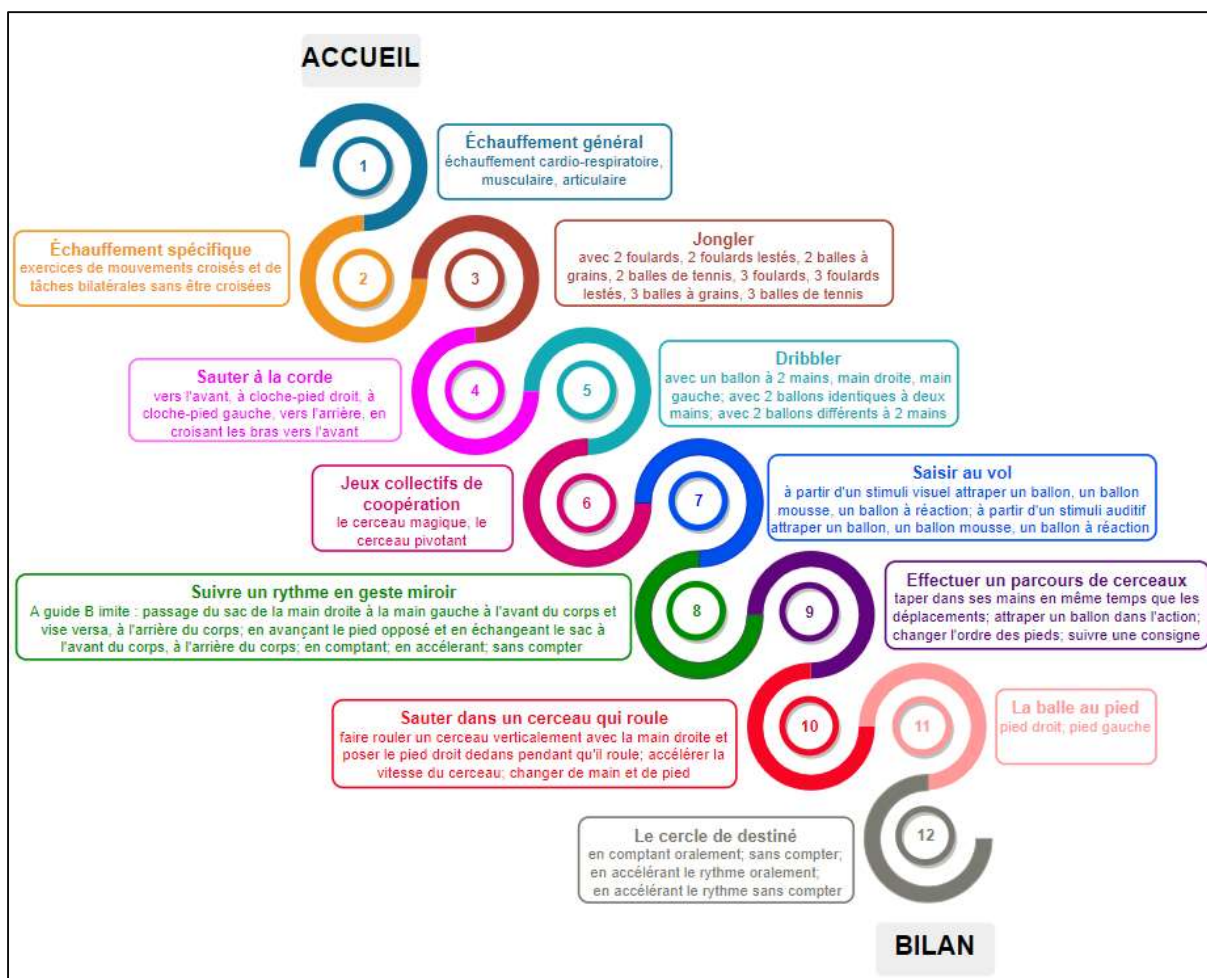 ACCUEIL
1
Échauffement général
échauffement cardio-respiratoire,
musculaire, articulaire
Échauffement spécifique
exercices de mouvements croisés et de
tâches bilatérales sans être croisées
2
3
Jongler
avec 2 foulards, 2 foulards lestés, 2 balles à
grains, 2 balles de tennis, 3 foulards, 3 foulards
lestés, 3 balles à grains, 3 balles de tennis
Sauter à la corde
vers l'avant, à cloche-pied droit, à
cloche-pied gauche, vers l'arrière, en
croisant les bras vers l'avant
4
5
Dribbler
avec un ballon à 2 mains, main droite, main
gauche; avec 2 ballons identiques à deux
mains; avec 2 ballons différents à 2 mains
Jeux collectifs de
coopération
le cerceau magique, le
cerceau pivotant
6
7
Saisir au vol
à partir d'un stimuli visuel attraper un ballon, un ballon
mousse, un ballon à réaction; à partir d'un stimuli auditif
attraper un ballon, un ballon mousse, un ballon à réaction
Suivre un rythme en geste miroir
A guide B imite : passage du sac de la main droite à la main gauche à l'avant du corps et
vise versa, à l'arrière du corps; en avançant le pied opposé et en échangeant le sac à
l'avant du corps, à l'arrière du corps; en comptant; en accélerant; sans compter
8
9
Effectuer un parcours de cerceaux
taper dans ses mains en même temps que les
déplacements; attraper un ballon dans l'action;
changer l'ordre des pieds; suivre une consigne
Sauter dans un cerceau qui roule
faire rouler un cerceau verticalement avec la main droite et
poser le pied droit dedans pendant qu'il roule; accélérer la
vitesse du cerceau; changer de main et de pied
10
11
La balle au pied
pied droit; pied gauche
Le cercle de destiné
en comptant oralement; sans compter;
en accélérant le rythme oralement;
en accélérant le rythme sans compter
12
BILAN